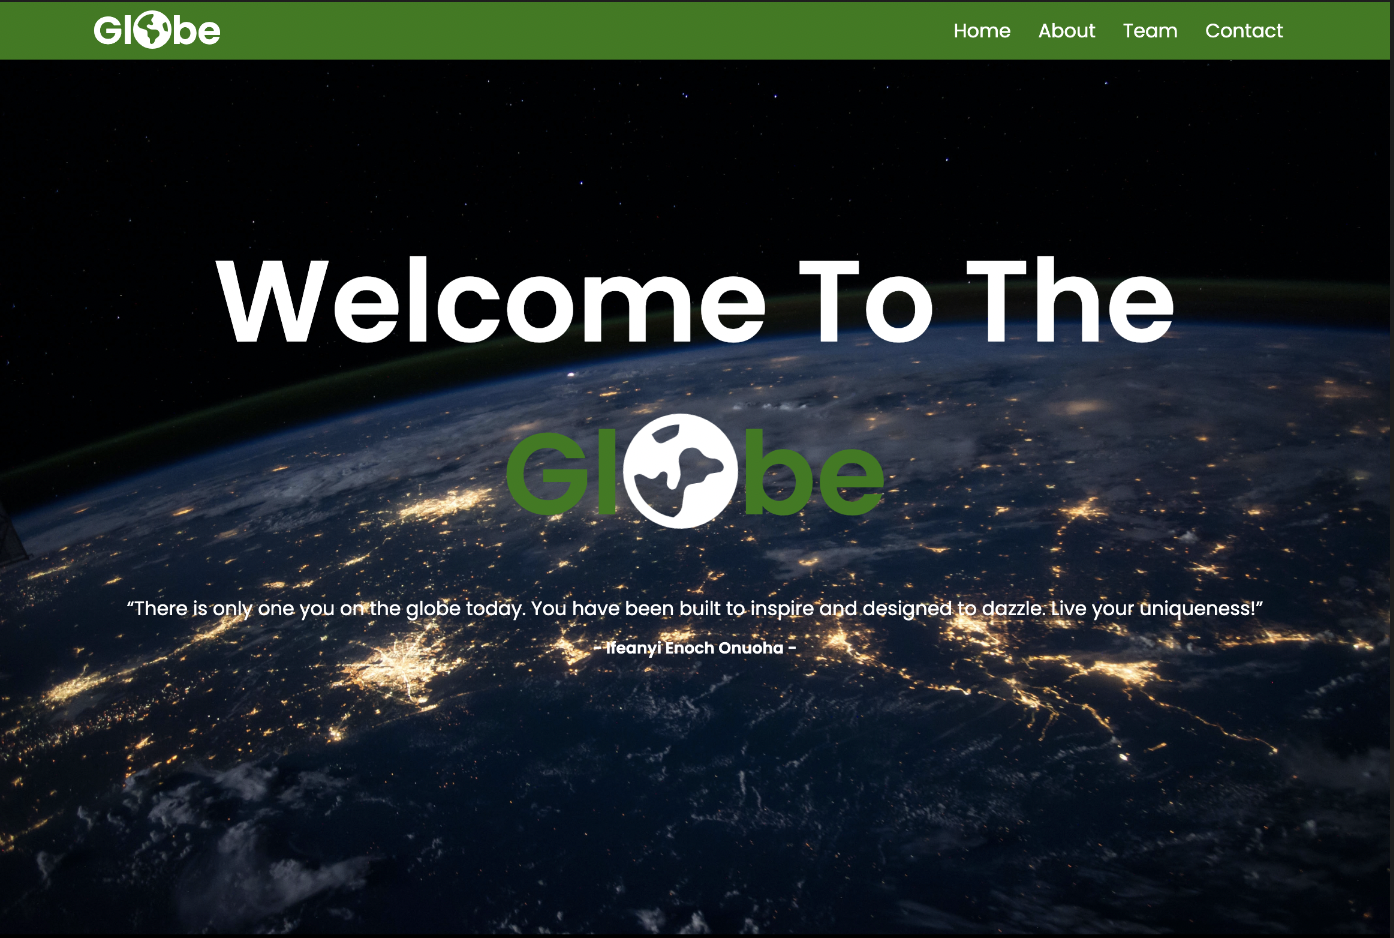 Globe
Home About Team Contact
Welcome To The
Globe
“There is only one you on the globe today. You have been built to inspire and designed to dazzle. Live your uniqueness!”
- Ifeanyi Enoch Onuoha -